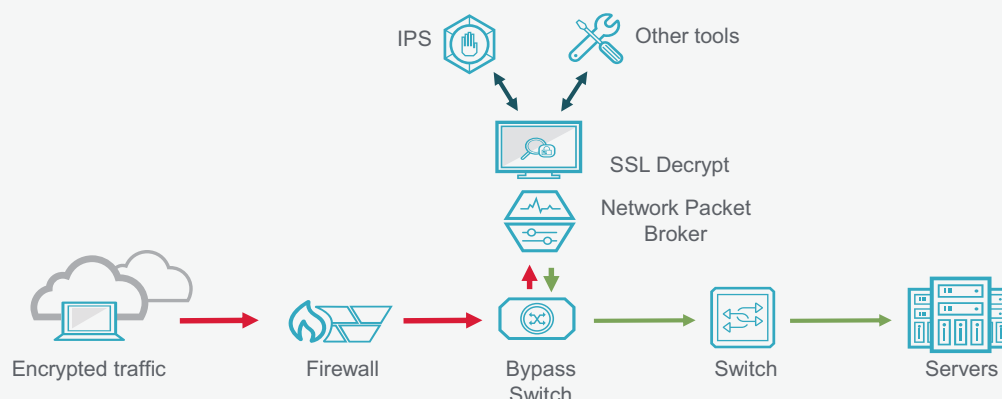 IPS
Other tools
SSL Decrypt
Network Packet
Broker
Encrypted traffic
Firewall
Bypass
Switch
Switch
Servers